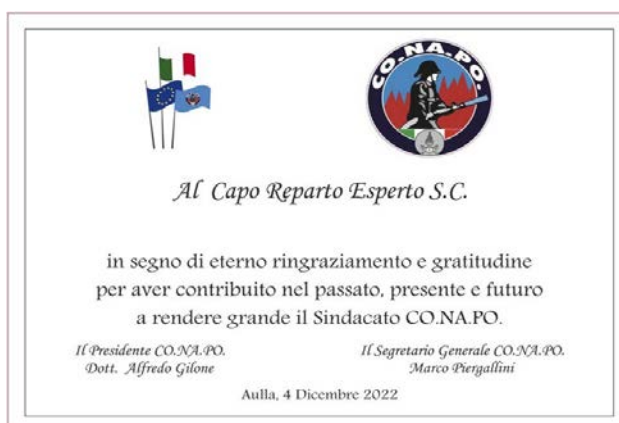 CO.NA.PO.
Al Capo Reparto Esperto S.C.
in segno di eterno ringraziamento e gratitudine
per aver contribuito nel passato, presente e futuro
a rendere grande il Sindacato CO.NA.PO.
Il Presidente CO.NA.PO.
Dott. Alfredo Gilone
Il Segretario Generale CO.NA.PO.
Marco Piergallini
Aulla, 4 Dicembre 2022